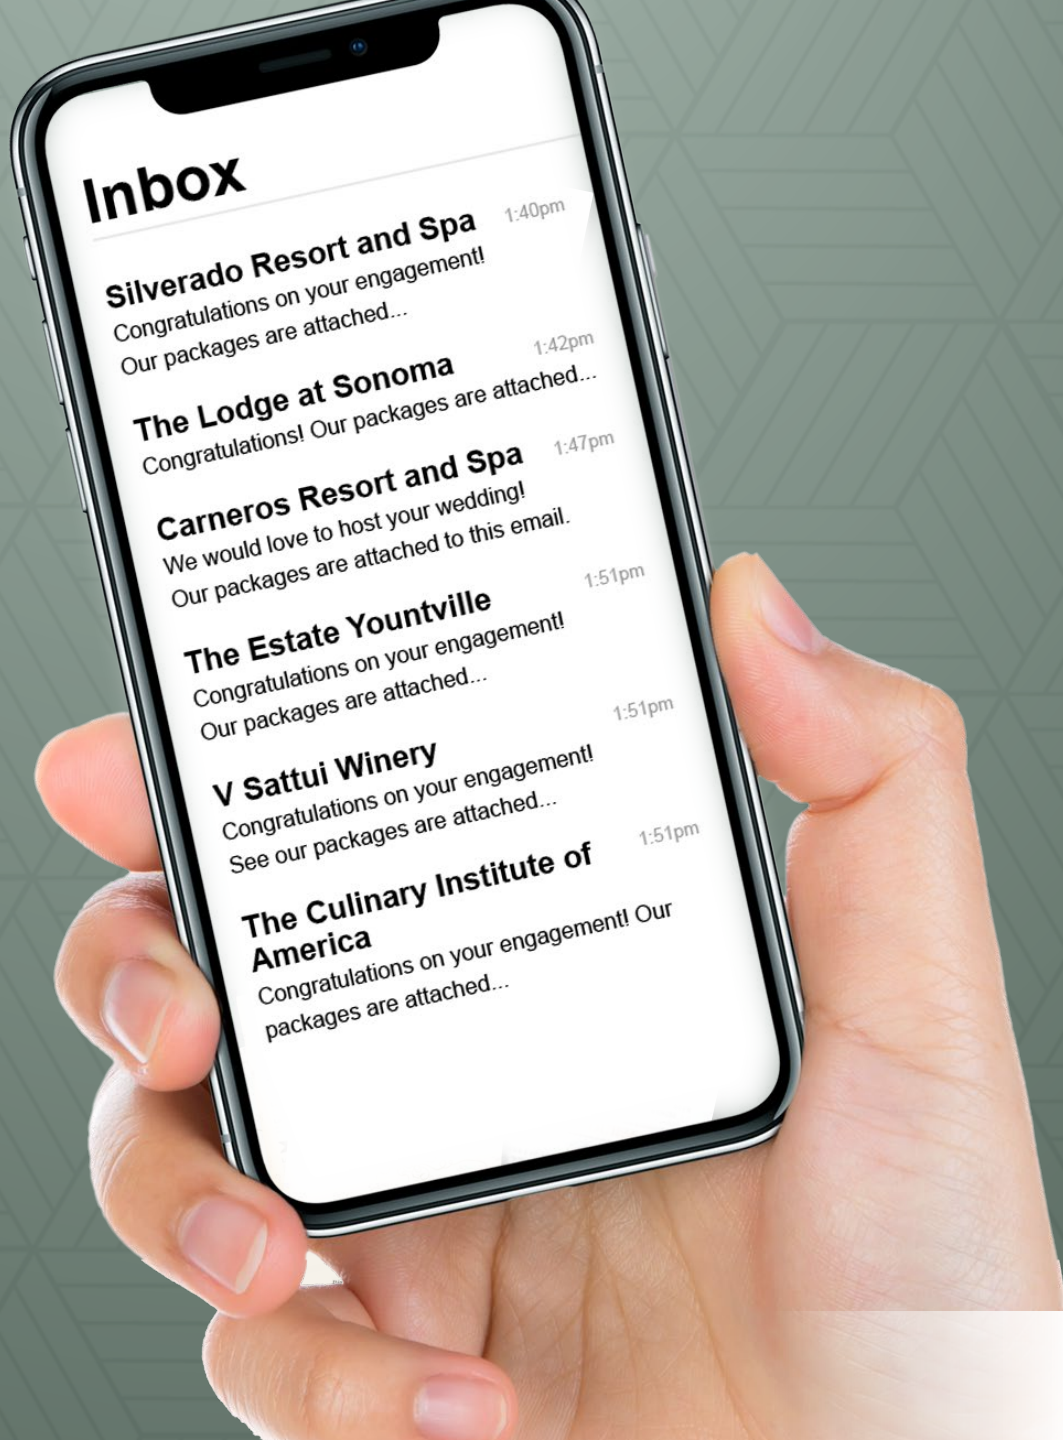 Inbox
Silverado Resort and Spa 1:40pm
Congratulations on your engagement!
Our packages are attached...
The Lodge at Sonoma 1:42pm
Congratulations! Our packages are attached...
Carneros Resort and Spa 1:47pm
We would love to host your wedding!
Our packages are attached to this email.
The Estate Yountville 1:51pm
Congratulations on your engagement!
Our packages are attached...
V Sattui Winery 1:51pm
Congratulations on your engagement!
See our packages are attached...
The Culinary Institute of 1:51pm
America
Congratulations on your engagement! Our
packages are attached...